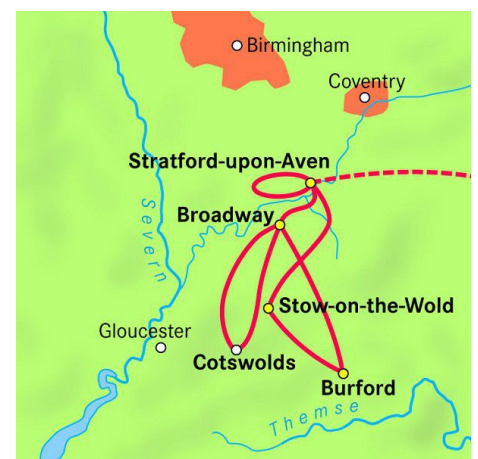 Birmingham
Coventry
Stratford-upon-Aven
Severn
Broadway
Stow-on-the-Wold
Gloucester
Cotswolds
Burford
Themse